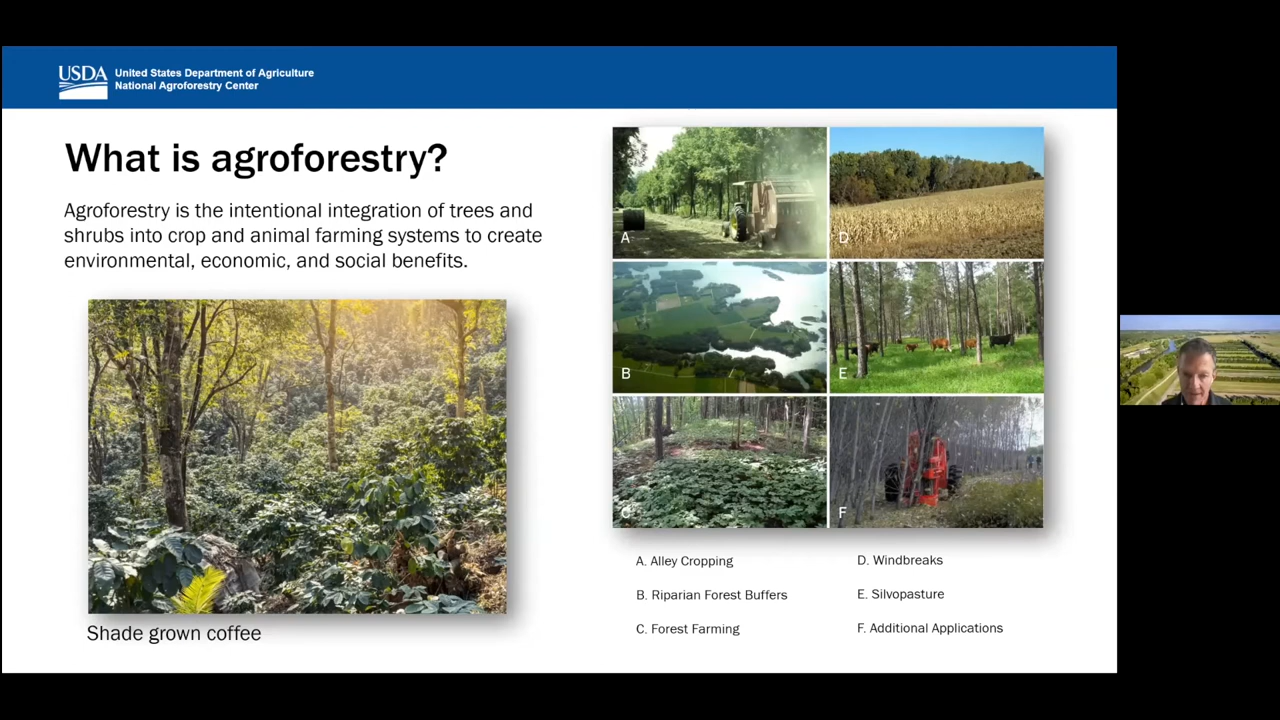 USDA
United States Department of Agriculture
National Agroforestry Center
What is agroforestry?
Agroforestry is the intentional integration of trees and
shrubs into crop and animal farming systems to create
environmental, economic, and social benefits.
Shade grown coffee
A
D
B
E
C
F
A. Alley Cropping
B. Riparian Forest Buffers
C. Forest Farming
D. Windbreaks
E. Silvopasture
F. Additional Applications